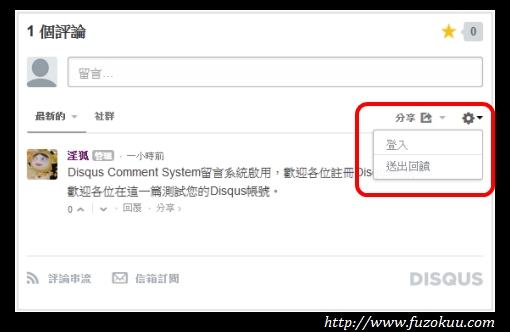 1 個評論
0
留言…
最新的 社群 分享
登入
送出回饋
淫狐 管理 · 一小時前
Disqus Comment System留言系統啟用，歡迎各位註冊Dis
歡迎各位在這一篇測試您的Disqus帳號。
0 · 回覆 · 分享 ›
評論串流 信箱訂閱 DISQUS
http://www.fuzokuu.com